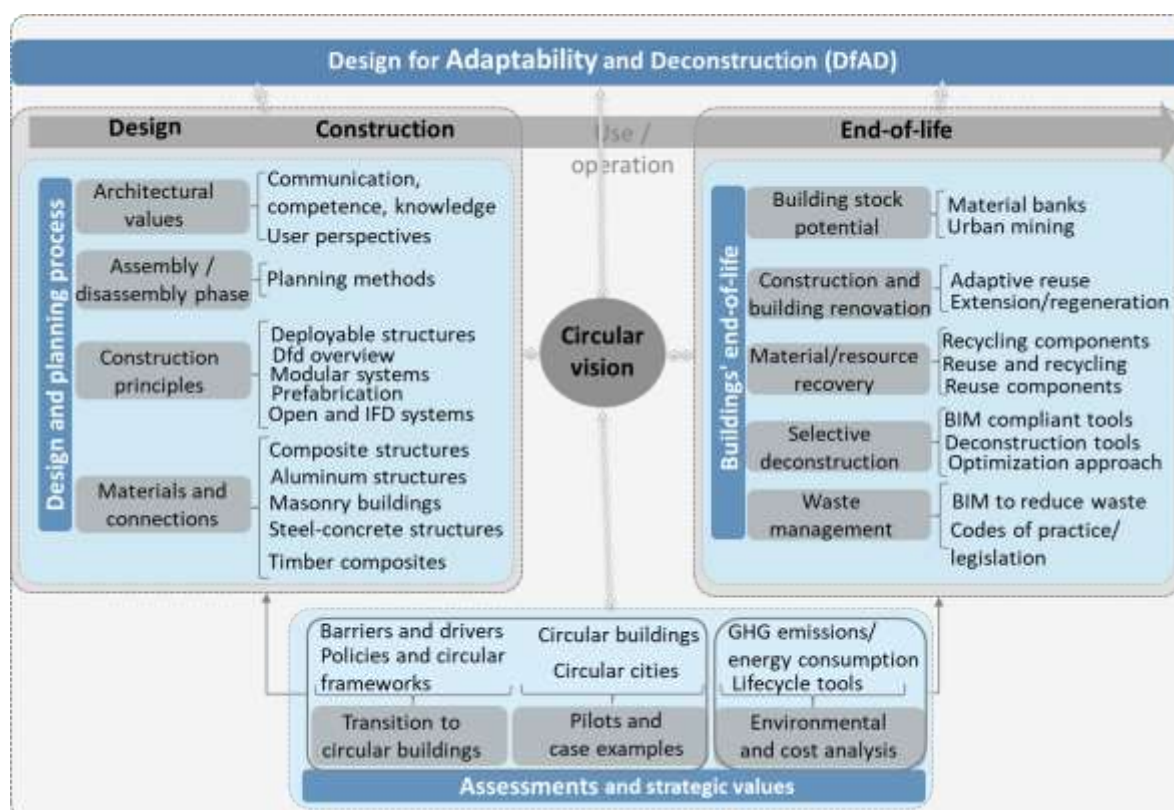 Design for Adaptability and Deconstruction (DfAD)
Design
Construction
Use /
operation
End-of-life
Design and planning process
Architectural
values
Communication,
competence, knowledge
User perspectives
Assembly /
disassembly phase
Planning methods
Construction
principles
Deployable structures
Dfd overview
Modular systems
Prefabrication
Open and IFD systems
Materials and
connections
Composite structures
Aluminum structures
Masonry buildings
Steel-concrete structures
Timber composites
Circular
vision
Buildings' end-of-life
Building stock
potential
Material banks
Urban mining
Construction and
building renovation
Adaptive reuse
Extension/regeneration
Material/resource
recovery
Recycling components
Reuse and recycling
Reuse components
Selective
deconstruction
BIM compliant tools
Deconstruction tools
Optimization approach
Waste
management
BIM to reduce waste
Codes of practice/
legislation
Barriers and drivers
Policies and circular
frameworks
Transition to
circular buildings
Circular buildings
Circular cities
Pilots and
case examples
GHG emissions/
energy consumption
Lifecycle tools
Environmental
and cost analysis
Assessments and strategic values